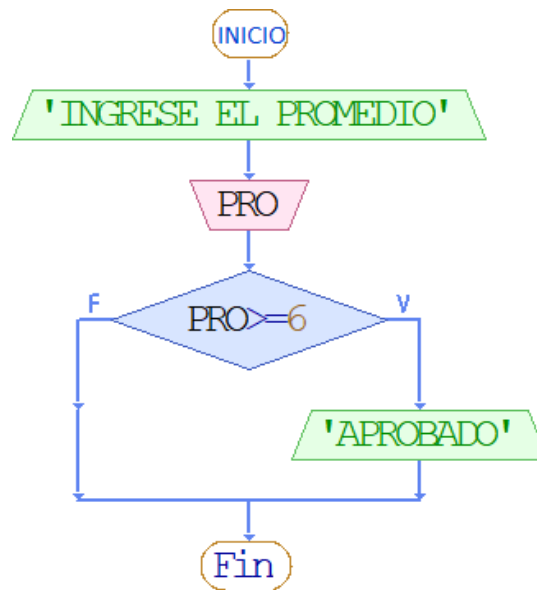 INICIO
'INGRESE EL PROMEDIO'
PRO
F
V
PRO>=6
'APROBADO'
Fin